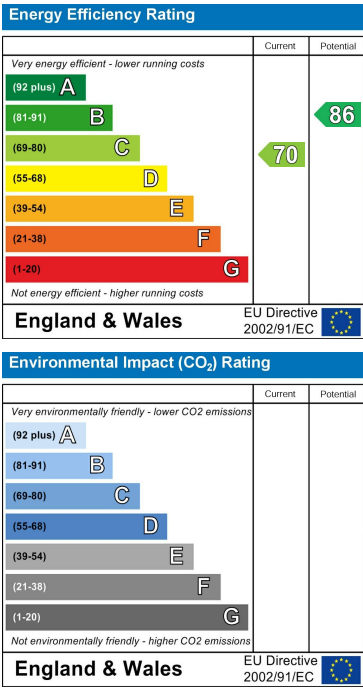 Energy Efficiency Rating
Current Potential
Very energy efficient - lower running costs
(92 plus) A
(81-91) B 86
(69-80) C 70
(55-68) D
(39-54) E
(21-38) F
(1-20) G
Not energy efficient - higher running costs
England & Wales
EU Directive
2002/91/EC
Environmental Impact (CO₂) Rating
Current Potential
Very environmentally friendly - lower CO2 emissions
(92 plus) A
(81-91) B
(69-80) C
(55-68) D
(39-54) E
(21-38) F
(1-20) G
Not environmentally friendly - higher CO2 emissions
England & Wales
EU Directive
2002/91/EC